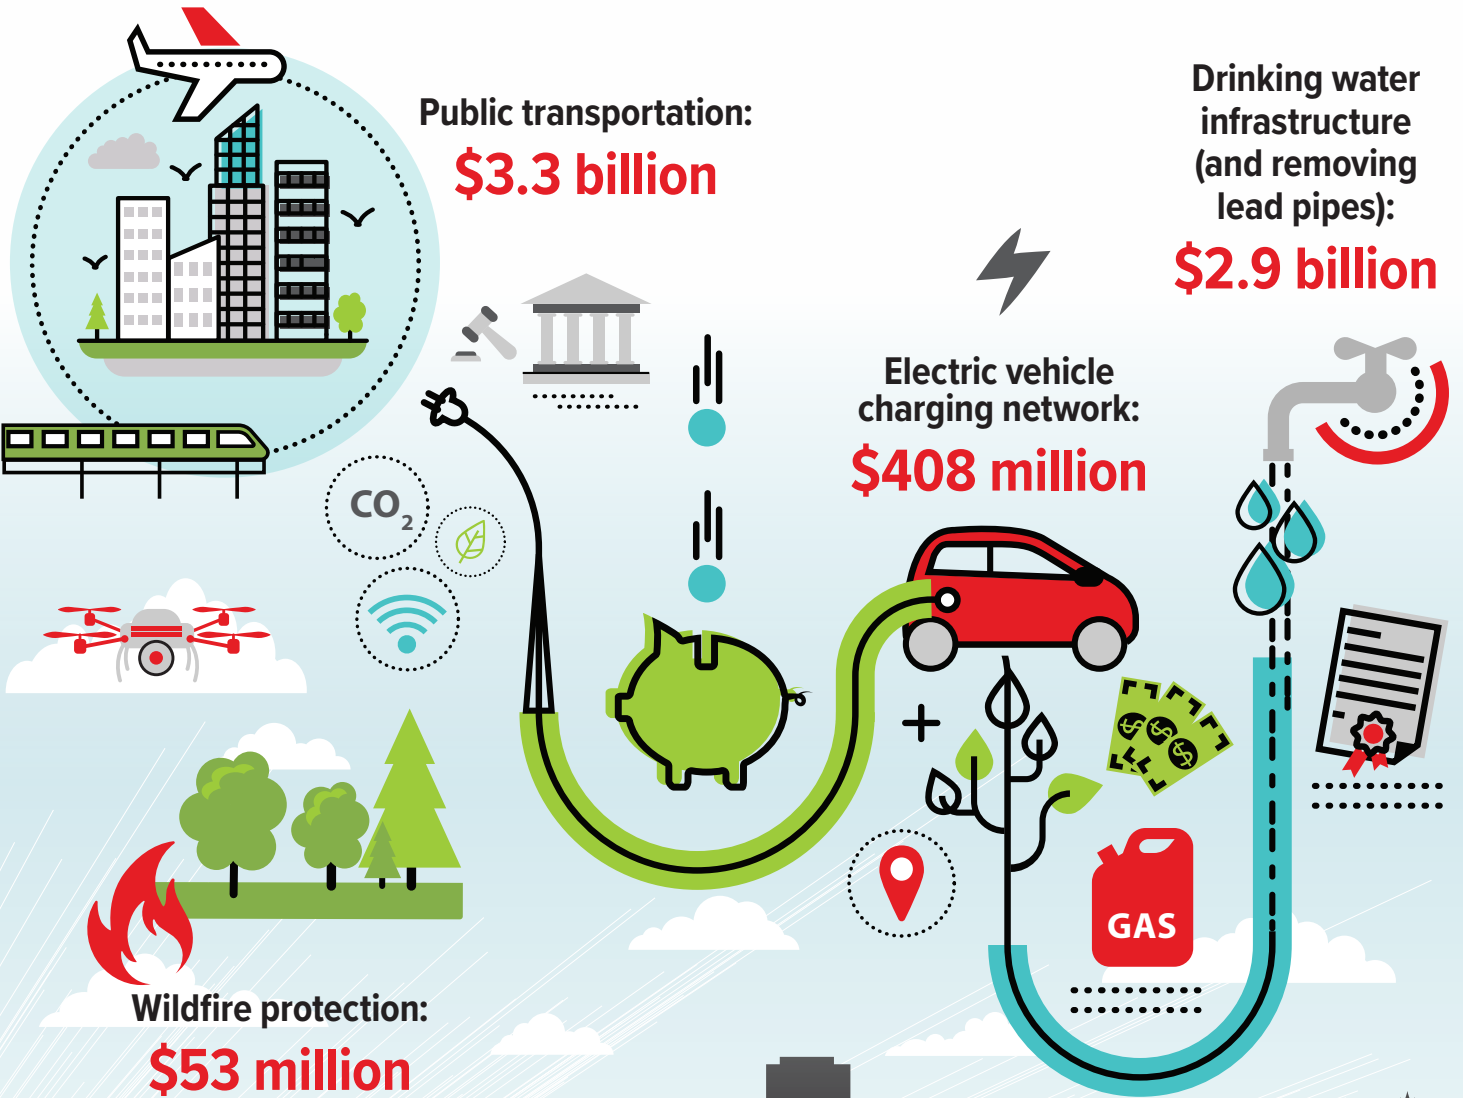 Public transportation:
$3.3 billion
Drinking water
infrastructure
(and removing
lead pipes):
$2.9 billion
Electric vehicle
charging network:
$408 million
CO2
GAS
Wildfire protection:
$53 million